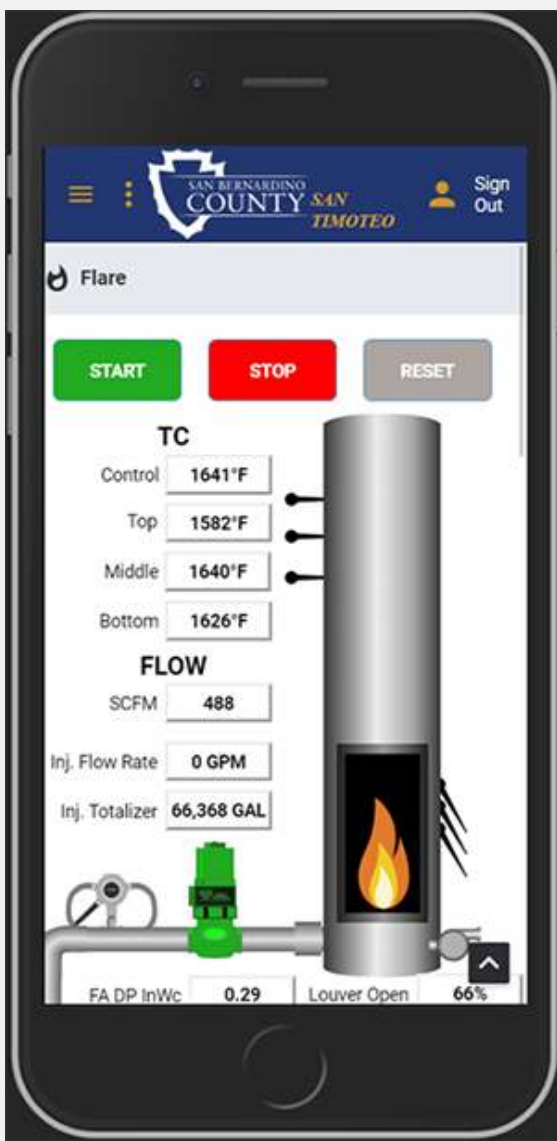 SAN BERNARDINO
COUNTY
SAN
TIMOTEO
Sign
Out
Flare
START
STOP
RESET
TC
Control 1641°F
Top 1582°F
Middle 1640°F
Bottom 1626°F
FLOW
SCFM 488
Inj. Flow Rate 0 GPM
Inj. Totalizer 66,368 GAL
FA DP InWc 0.29 Louver Open 66%